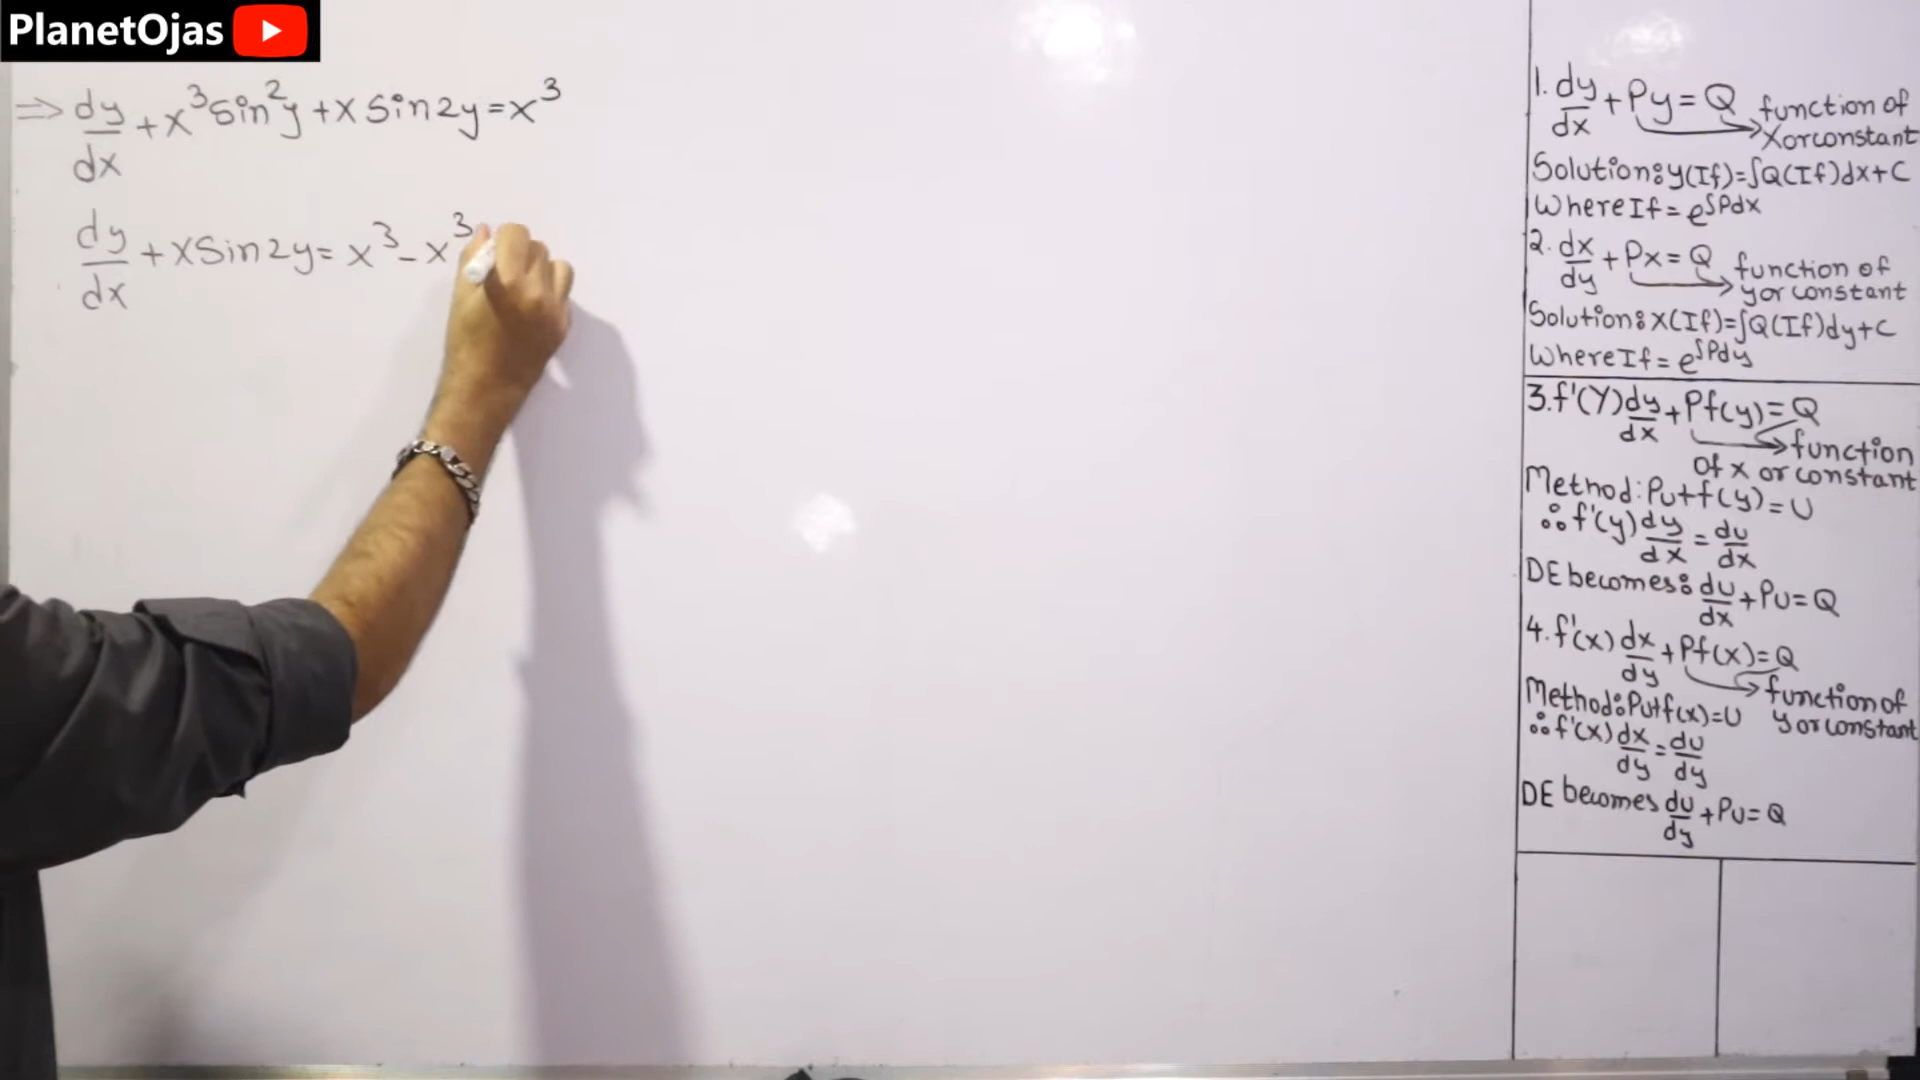 PlanetOjas
⇒ dy/dx + x³ sin²y + x sin2y = x³
dy/dx + x sin2y = x³ - x³
1. dy/dx + Py = Q function of
x or constant
Solution: y(If) = ∫Q(If)dx + C
Where If = e^∫Pdx
2. dx/dy + Px = Q function of
y or constant
Solution: x(If) = ∫Q(If)dy + C
Where If = e^∫Pdy
3. f'(Y) dy/dx + Pf(y) = Q
function
of x or constant
Method: Put f(y) = U
∴ f'(y) dy/dx = du/dx
DE becomes: du/dx + PU = Q
4. f'(x) dx/dy + Pf(x) = Q
function of
y or constant
Method: Put f(x) = U
∴ f'(x) dx/dy = du/dy
DE becomes du/dy + PU = Q